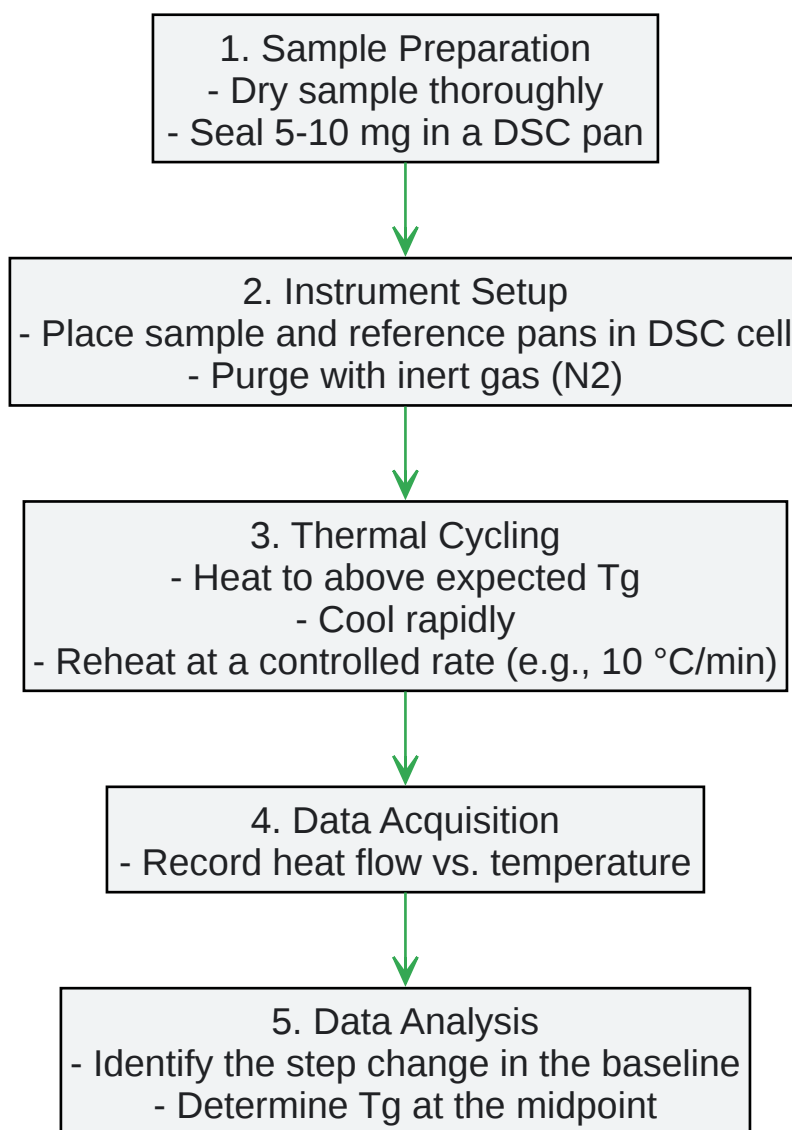 1. Sample Preparation
- Dry sample thoroughly
- Seal 5-10 mg in a DSC pan
2. Instrument Setup
- Place sample and reference pans in DSC cell
- Purge with inert gas (N2)
3. Thermal Cycling
- Heat to above expected Tg
- Cool rapidly
- Reheat at a controlled rate (e.g., 10 °C/min)
4. Data Acquisition
- Record heat flow vs. temperature
5. Data Analysis
- Identify the step change in the baseline
- Determine Tg at the midpoint